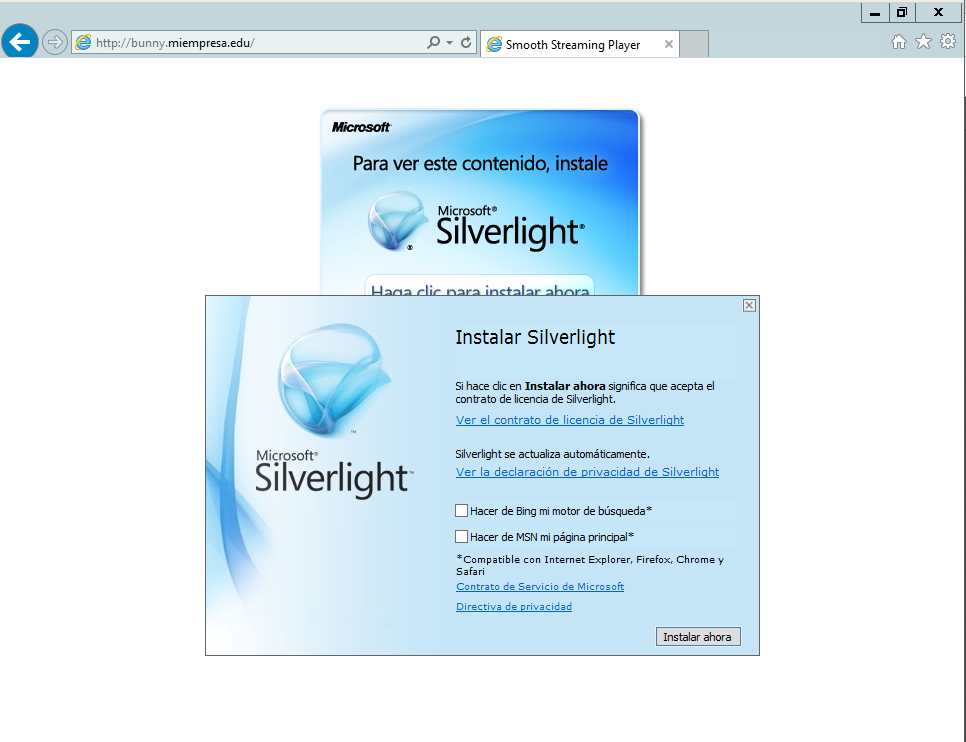 http://bunny.miempresa.edu/
Smooth Streaming Player
Microsoft
Para ver este contenido, instale
Microsoft®
Silverlight®
Haga clic para instalar ahora
Instalar Silverlight
Si hace clic en Instalar ahora significa que acepta el
contrato de licencia de Silverlight.
Ver el contrato de licencia de Silverlight
Silverlight se actualiza automáticamente.
Ver la declaración de privacidad de Silverlight
Microsoft®
Silverlight™
Hacer de Bing mi motor de búsqueda*
Hacer de MSN mi página principal*
*Compatible con Internet Explorer, Firefox, Chrome y
Safari
Contrato de Servicio de Microsoft
Directiva de privacidad
Instalar ahora